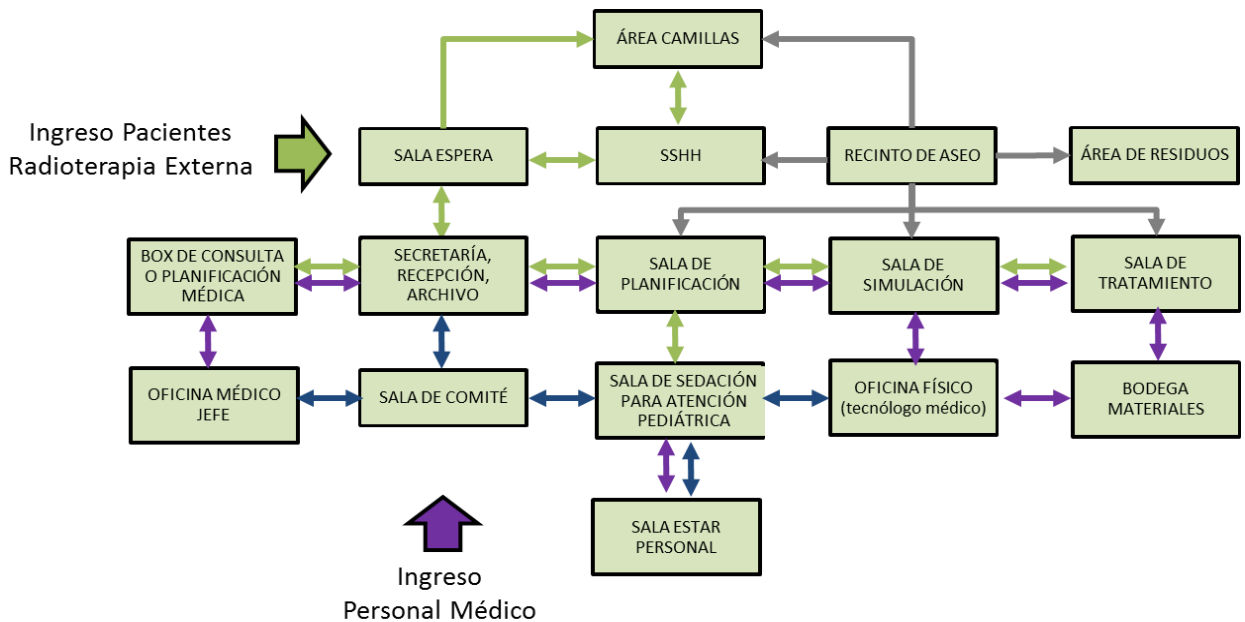 ÁREA CAMILLAS
Ingreso Pacientes
Radioterapia Externa
SALA ESPERA
SSHH
RECINTO DE ASEO
ÁREA DE RESIDUOS
BOX DE CONSULTA
O PLANIFICACIÓN
MÉDICA
SECRETARÍA,
RECEPCIÓN,
ARCHIVO
SALA DE
PLANIFICACIÓN
SALA DE
SIMULACIÓN
SALA DE
TRATAMIENTO
OFICINA MÉDICO
JEFE
SALA DE COMITÉ
SALA DE SEDACIÓN
PARA ATENCIÓN
PEDIÁTRICA
OFICINA FÍSICO
(tecnólogo médico)
BODEGA
MATERIALES
SALA ESTAR
PERSONAL
Ingreso
Personal Médico